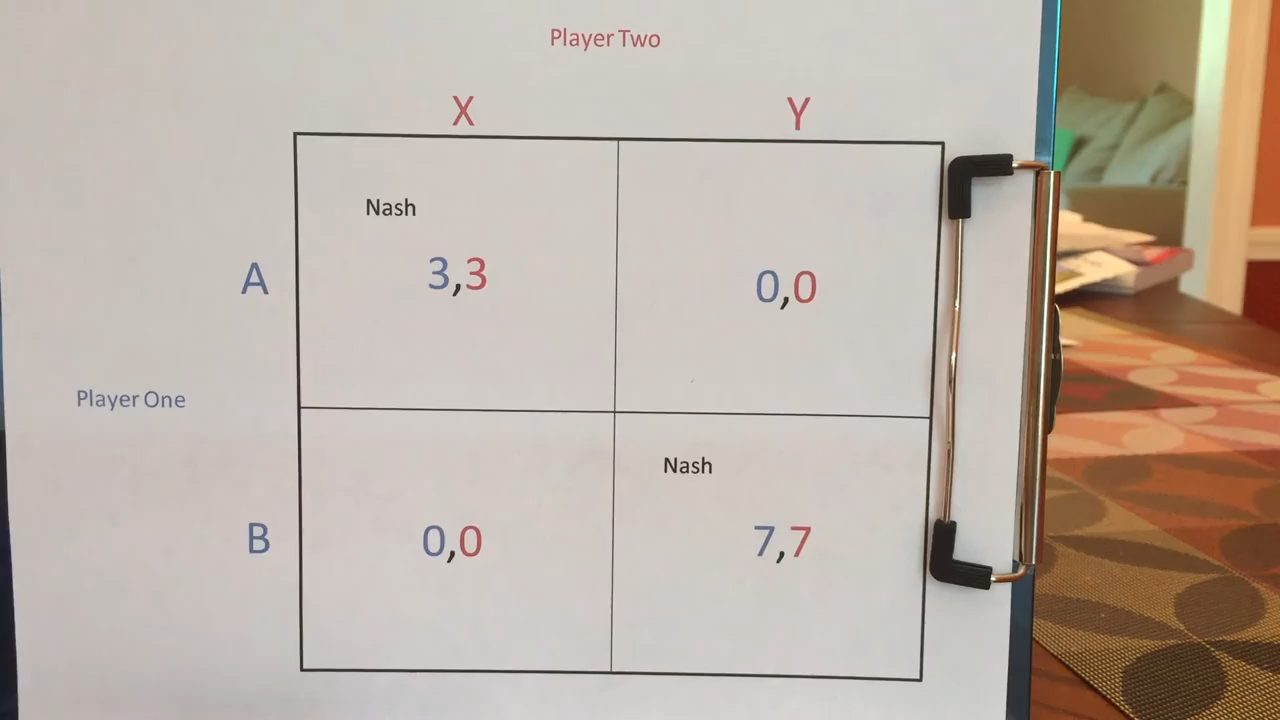 Player Two
X Y
Nash
A 3,3 0,0
Player One
Nash
B 0,0 7,7